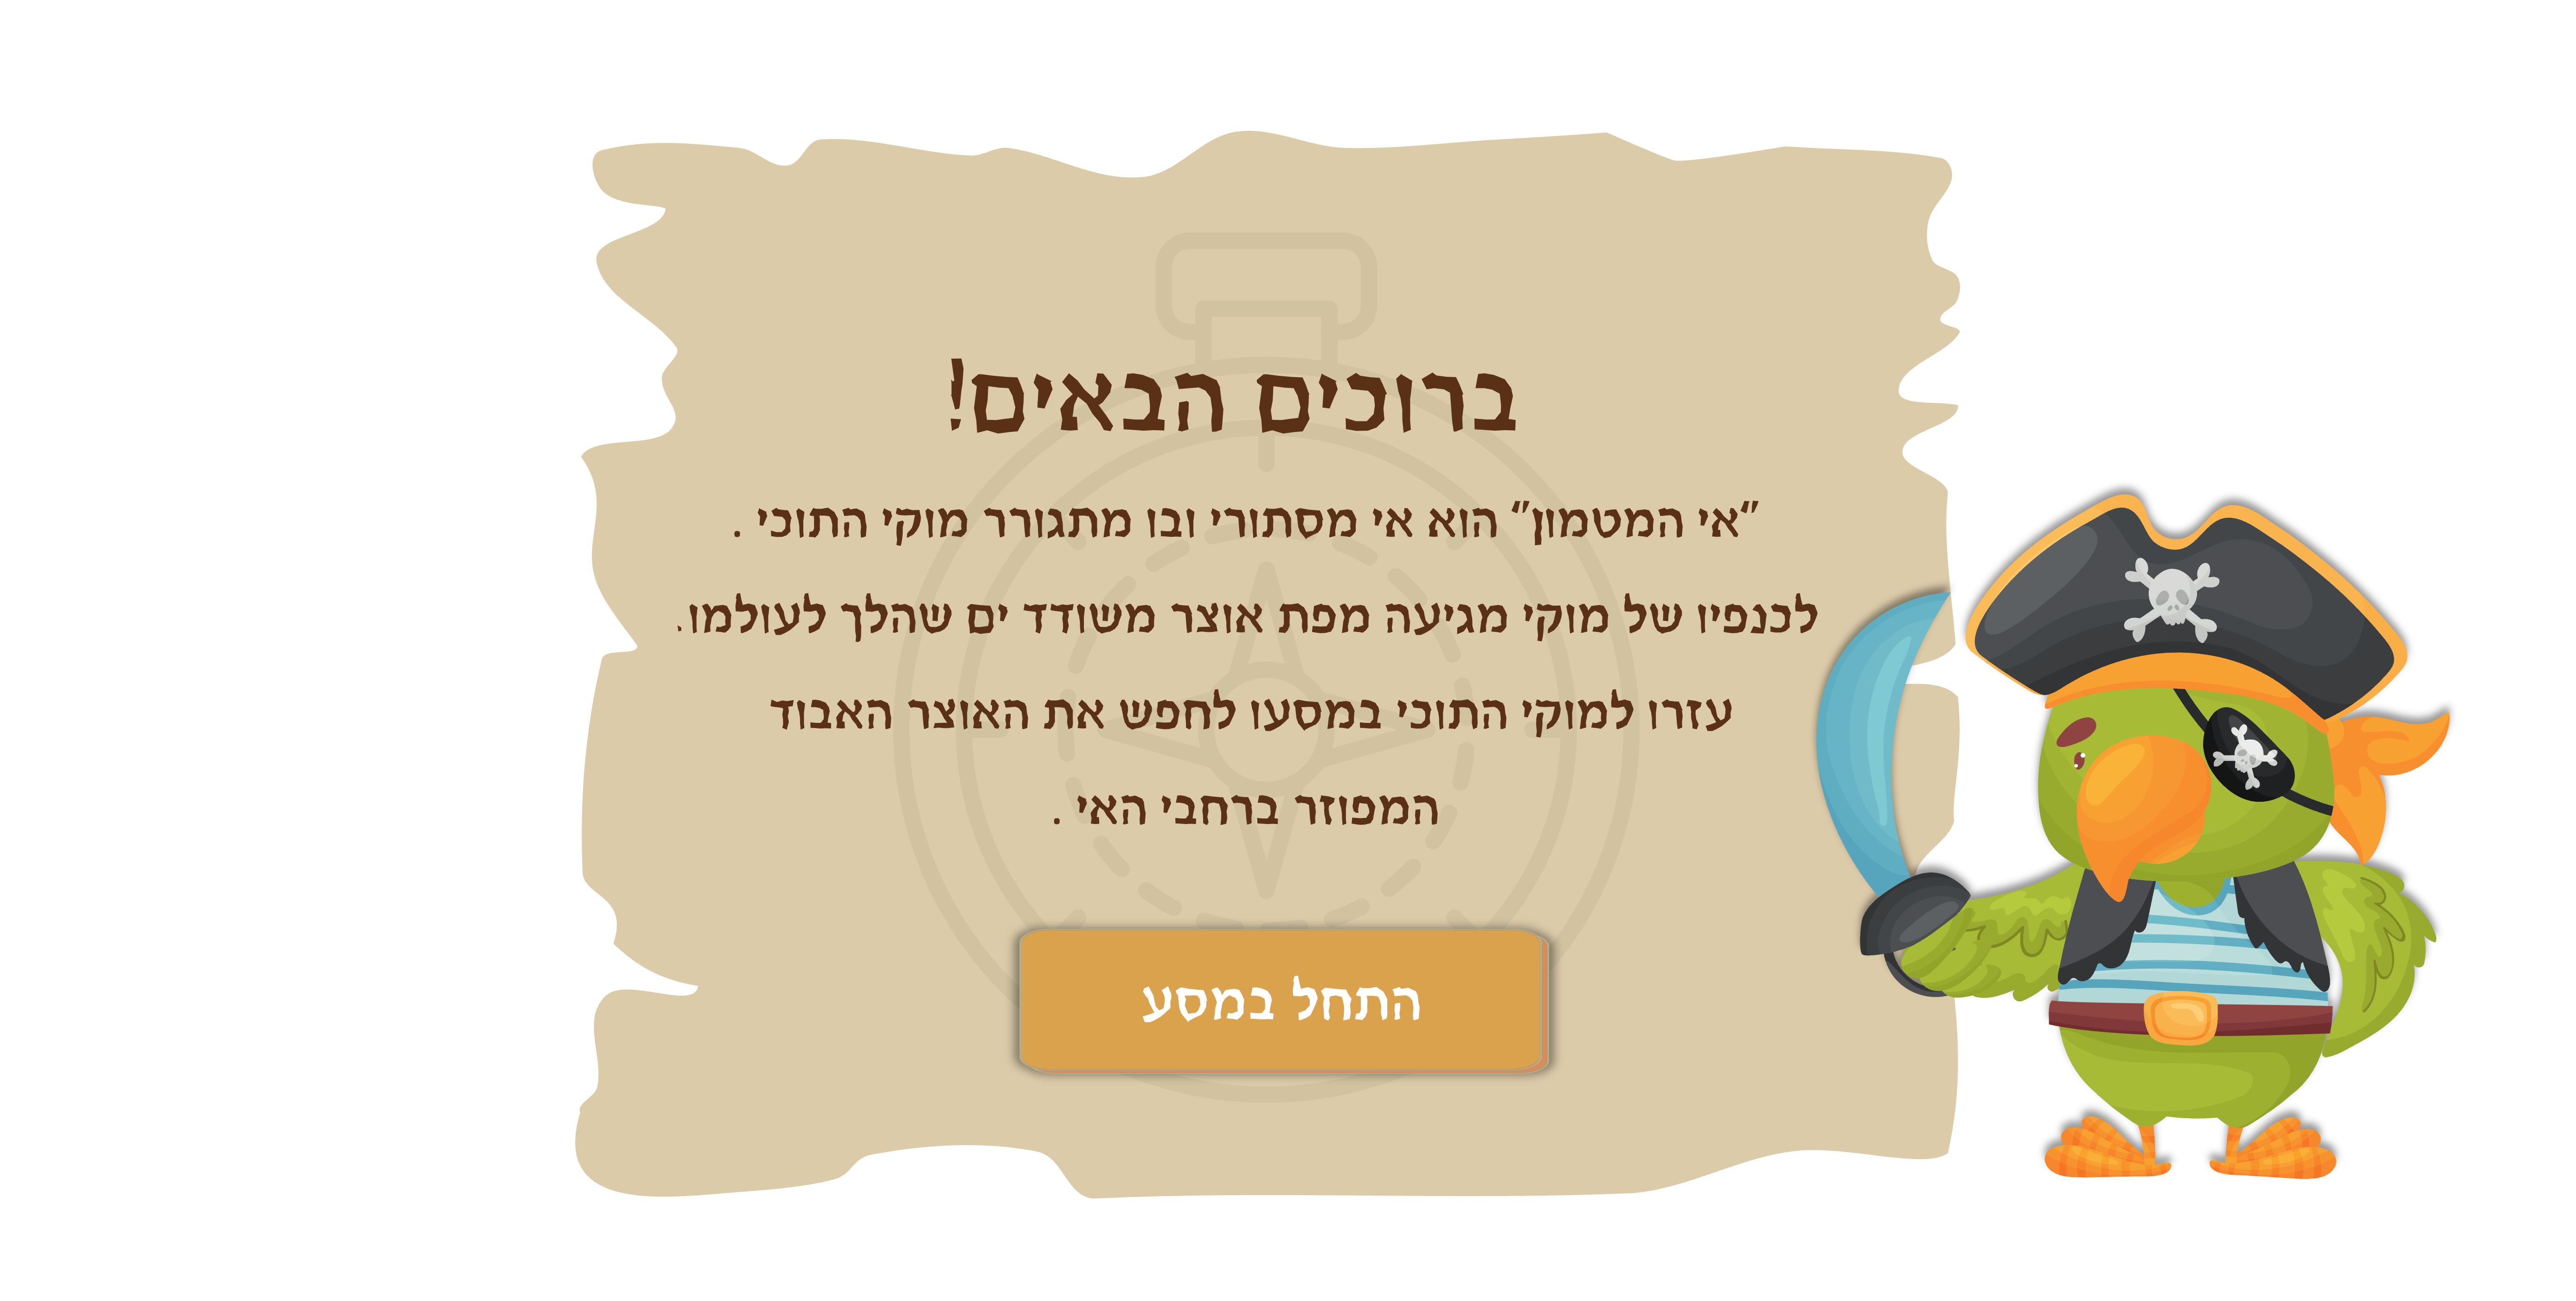 ברוכים הבאים!
"אי המטמון" הוא אי מסתורי ובו מתגורר מוקי התוכי .
לכנפיו של מוקי מגיעה מפת אוצר משודד ים שהלך לעולמו.
עזרו למוקי התוכי במסעו לחפש את האוצר האבוד
המפוזר ברחבי האי .
התחל במסע